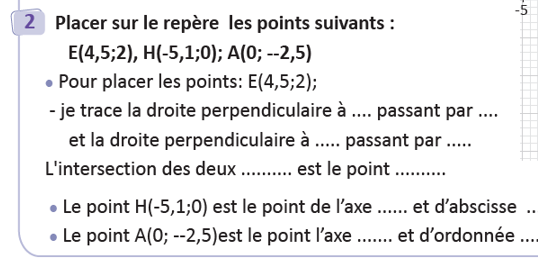 -5
2 Placer sur le repère les points suivants :
E(4,5;2), H(-5,1;0); A(0; --2,5)
• Pour placer les points: E(4,5;2);
- je trace la droite perpendiculaire à .... passant par ....
et la droite perpendiculaire à ..... passant par .....
L'intersection des deux .......... est le point ..........
• Le point H(-5,1;0) est le point de l'axe ...... et d'abscisse ..
• Le point A(0; --2,5)est le point l'axe ....... et d'ordonnée ....